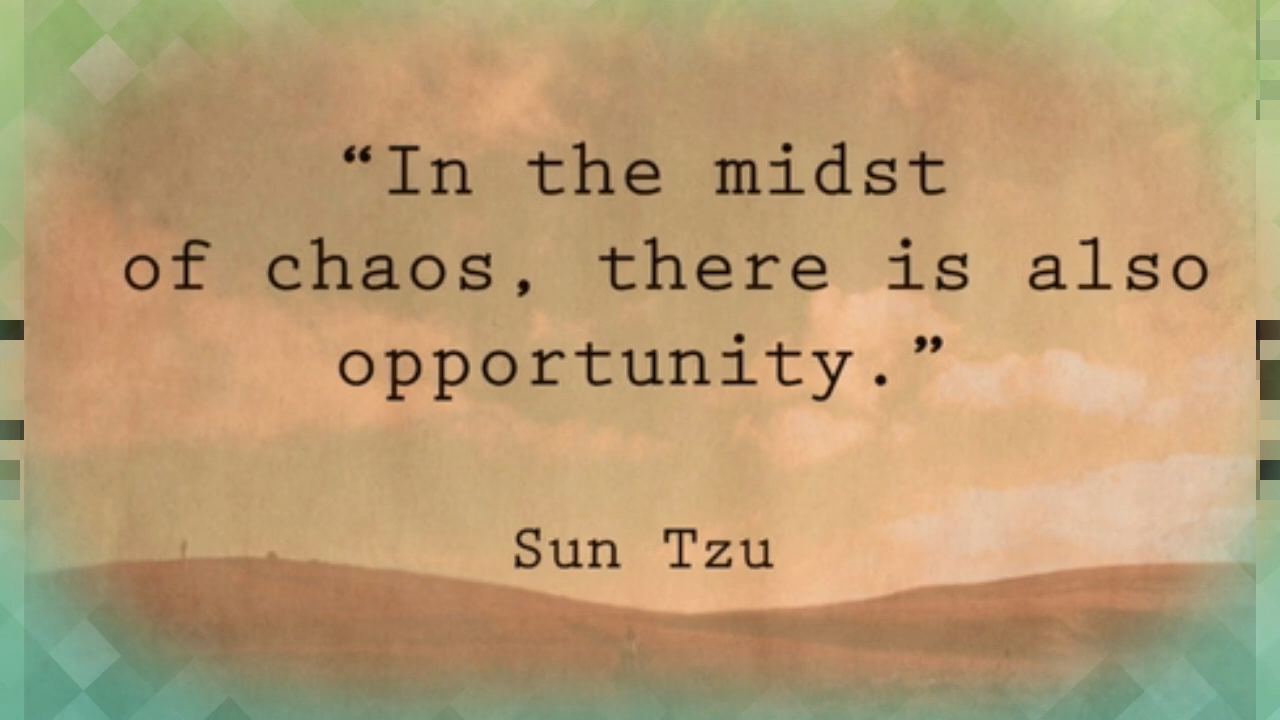 “In the midst
of chaos, there is also
opportunity.”
Sun Tzu